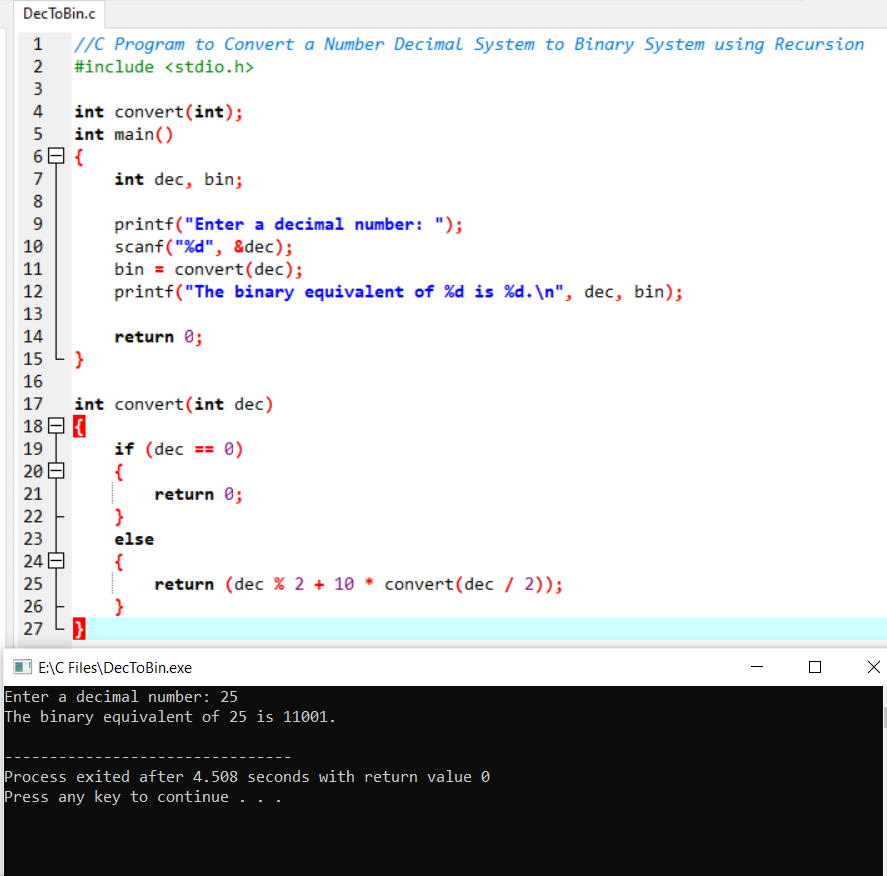 DecToBin.c
1 //C Program to Convert a Number Decimal System to Binary System using Recursion
2 #include <stdio.h>
3
4 int convert(int);
5 int main()
6 {
7     int dec, bin;
8
9     printf("Enter a decimal number: ");
10     scanf("%d", &dec);
11     bin = convert(dec);
12     printf("The binary equivalent of %d is %d.\n", dec, bin);
13
14     return 0;
15 }
16
17 int convert(int dec)
18 {
19     if (dec == 0)
20     {
21         return 0;
22     }
23     else
24     {
25         return (dec % 2 + 10 * convert(dec / 2));
26     }
27 }
E:\C Files\DecToBin.exe
Enter a decimal number: 25
The binary equivalent of 25 is 11001.
--------------------------------
Process exited after 4.508 seconds with return value 0
Press any key to continue . . .